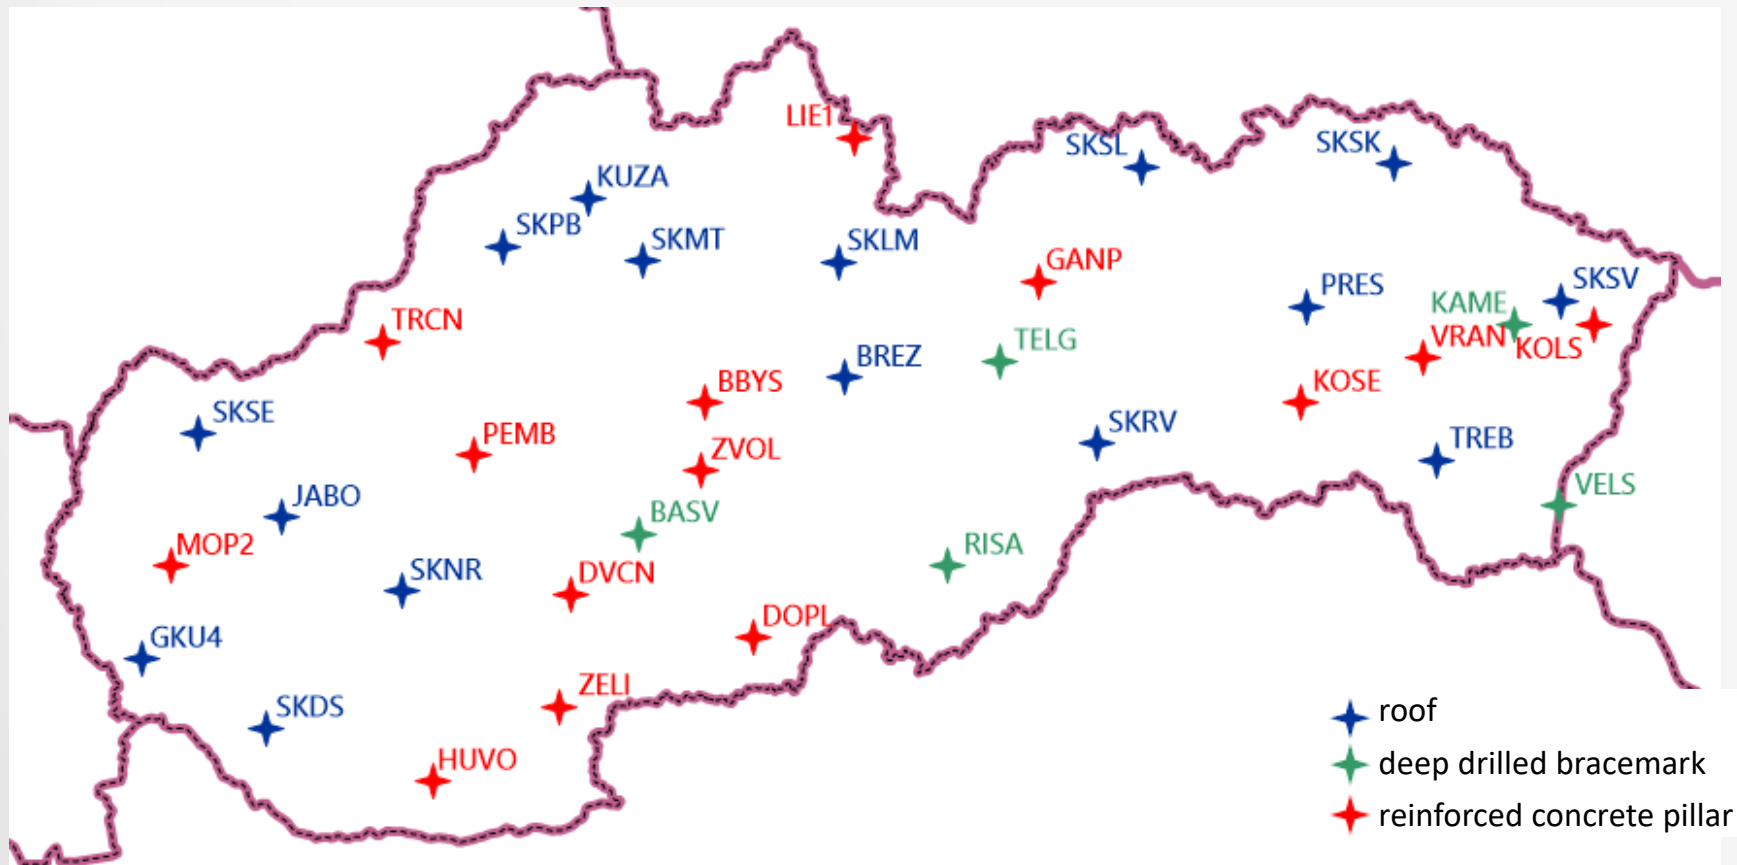 LIE1
SKSL
SKSK
KUZA
SKPB
SKMT
SKLM
GANP
SKSV
PRES
KAME
TRCN
VRAN
KOLS
TELG
BREZ
BBYS
KOSE
SKSE
SKRV
PEMB
TREB
ZVOL
VELS
JABO
BASV
MOP2
RISA
SKNR
DVCN
DOPL
GKU4
ZELI
SKDS
HUVO
roof
deep drilled bracemark
reinforced concrete pillar